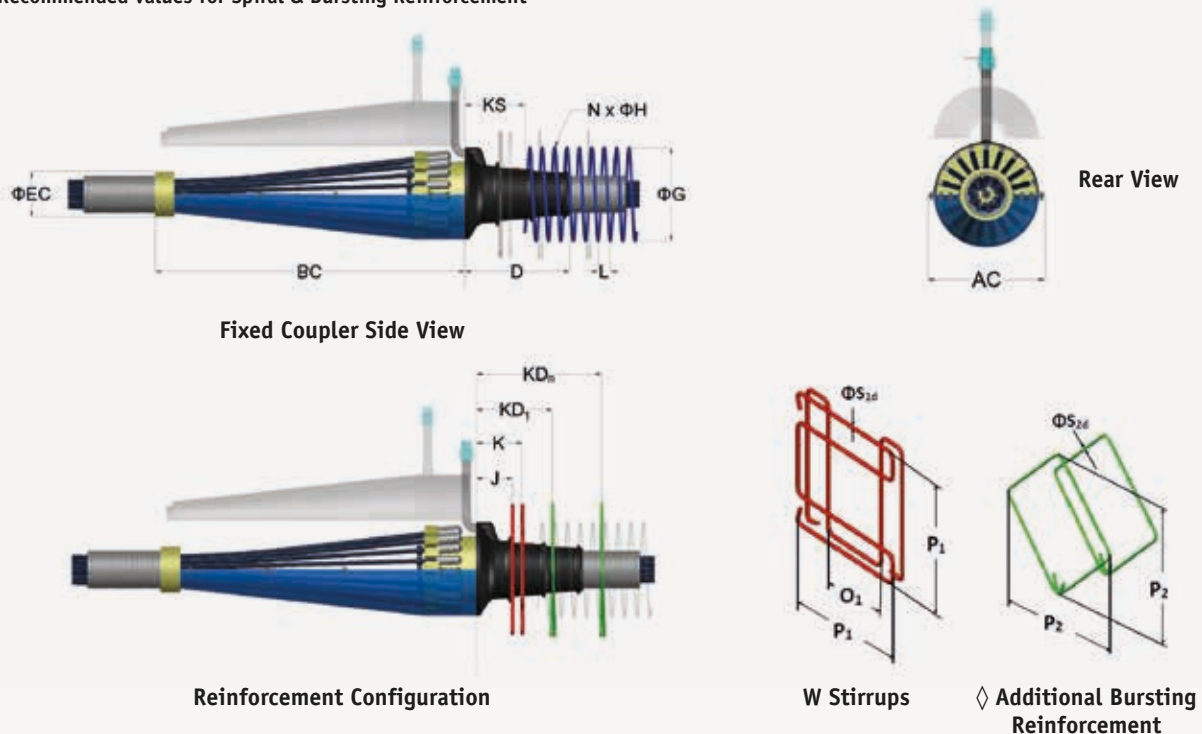 Recommended Values for Spiral & Bursting Reinforcement
KS
N x ΦH
ΦEC
ΦG
BC
D
L
Fixed Coupler Side View
AC
Rear View
KDn
KD1
K
J
Reinforcement Configuration
ΦS1d
P1
O1
P1
W Stirrups
ΦS2d
P2
P2
◊ Additional Bursting
Reinforcement